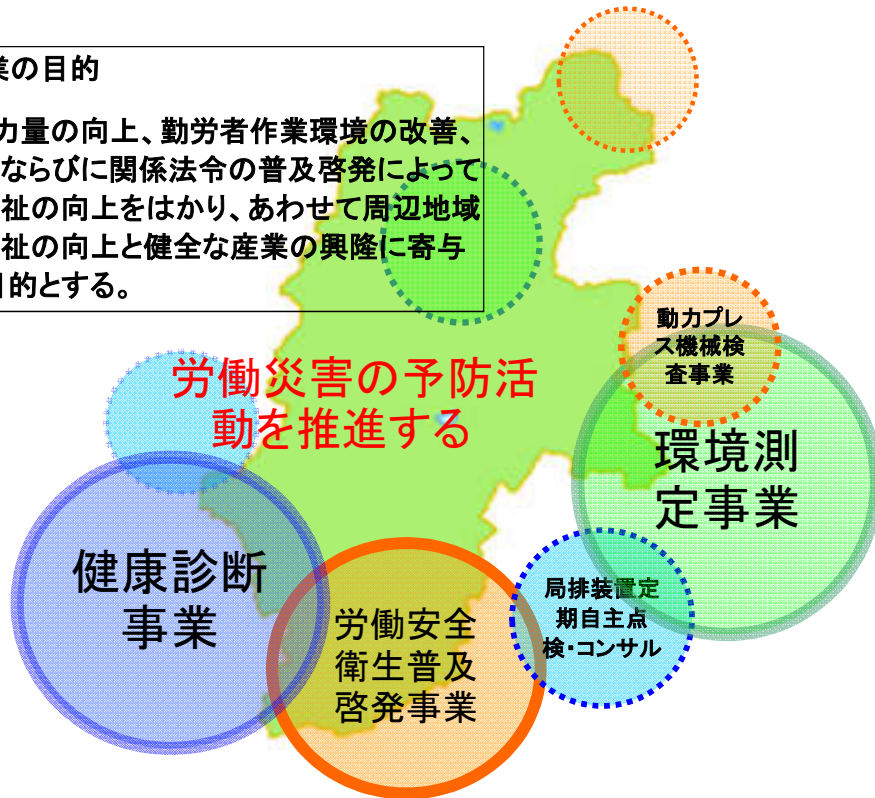 業の目的
力量の向上、勤労者作業環境の改善、
ならびに関係法令の普及啓発によって
祉の向上をはかり、あわせて周辺地域
祉の向上と健全な産業の興隆に寄与
目的とする。
労働災害の予防活
動を推進する
動力プレ
ス機械検
査事業
環境測
定事業
健康診断
事業
労働安全
衛生普及
啓発事業
局排装置定
期自主点
検・コンサル